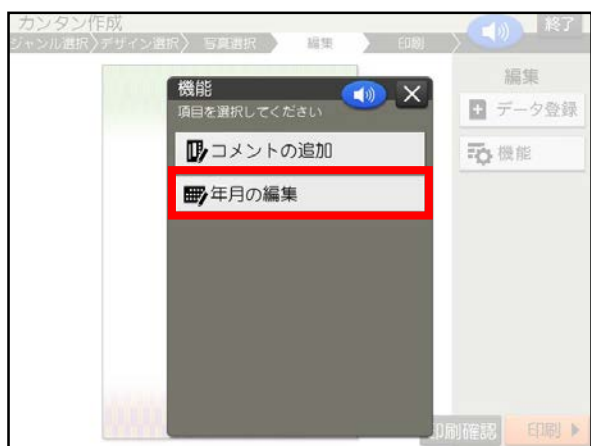 カンタン作成
終了
ジャンル選択 デザイン選択 写真選択 編集 印刷
編集
データ登録
機能
機能
項目を選択してください
コメントの追加
年月の編集
印刷確認
印刷